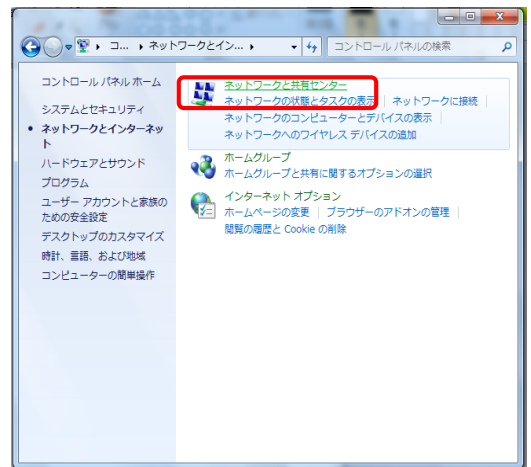 コ... ネットワークとイン... コントロール パネルの検索
コントロール パネル ホーム
システムとセキュリティ
ネットワークとインターネッ
ト
ハードウェアとサウンド
プログラム
ユーザー アカウントと家族の
ための安全設定
デスクトップのカスタマイズ
時計、言語、および地域
コンピューターの簡単操作
ネットワークと共有センター
ネットワークの状態とタスクの表示 ネットワークに接続
ネットワークのコンピューターとデバイスの表示
ネットワークへのワイヤレス デバイスの追加
ホームグループ
ホームグループと共有に関するオプションの選択
インターネット オプション
ホームページの変更 ブラウザーのアドオンの管理
閲覧の履歴と Cookie の削除